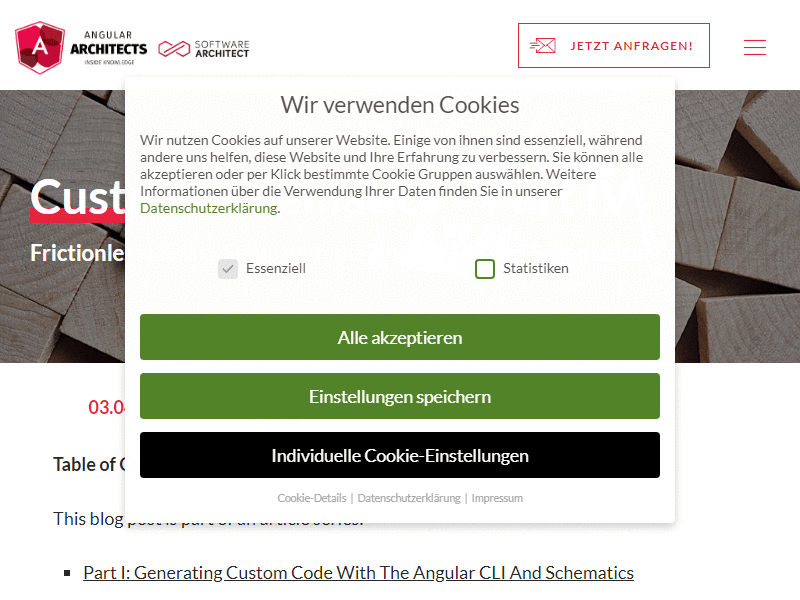 ANGULAR
ARCHITECTS
INSIDE KNOWLEDGE
SOFTWARE
ARCHITECT
JETZT ANFRAGEN!
Wir verwenden Cookies
Wir nutzen Cookies auf unserer Website. Einige von ihnen sind essenziell, während
andere uns helfen, diese Website und Ihre Erfahrung zu verbessern. Sie können alle
akzeptieren oder per Klick bestimmte Cookie Gruppen auswählen. Weitere
Informationen über die Verwendung Ihrer Daten finden Sie in unserer
Datenschutzerklärung.
Cust
Frictionle
Essenziell
Statistiken
Alle akzeptieren
Einstellungen speichern
03.0
Individuelle Cookie-Einstellungen
Table of
Cookie-Details | Datenschutzerklärung | Impressum
This blog post is part of an article series.
Part I: Generating Custom Code With The Angular CLI And Schematics